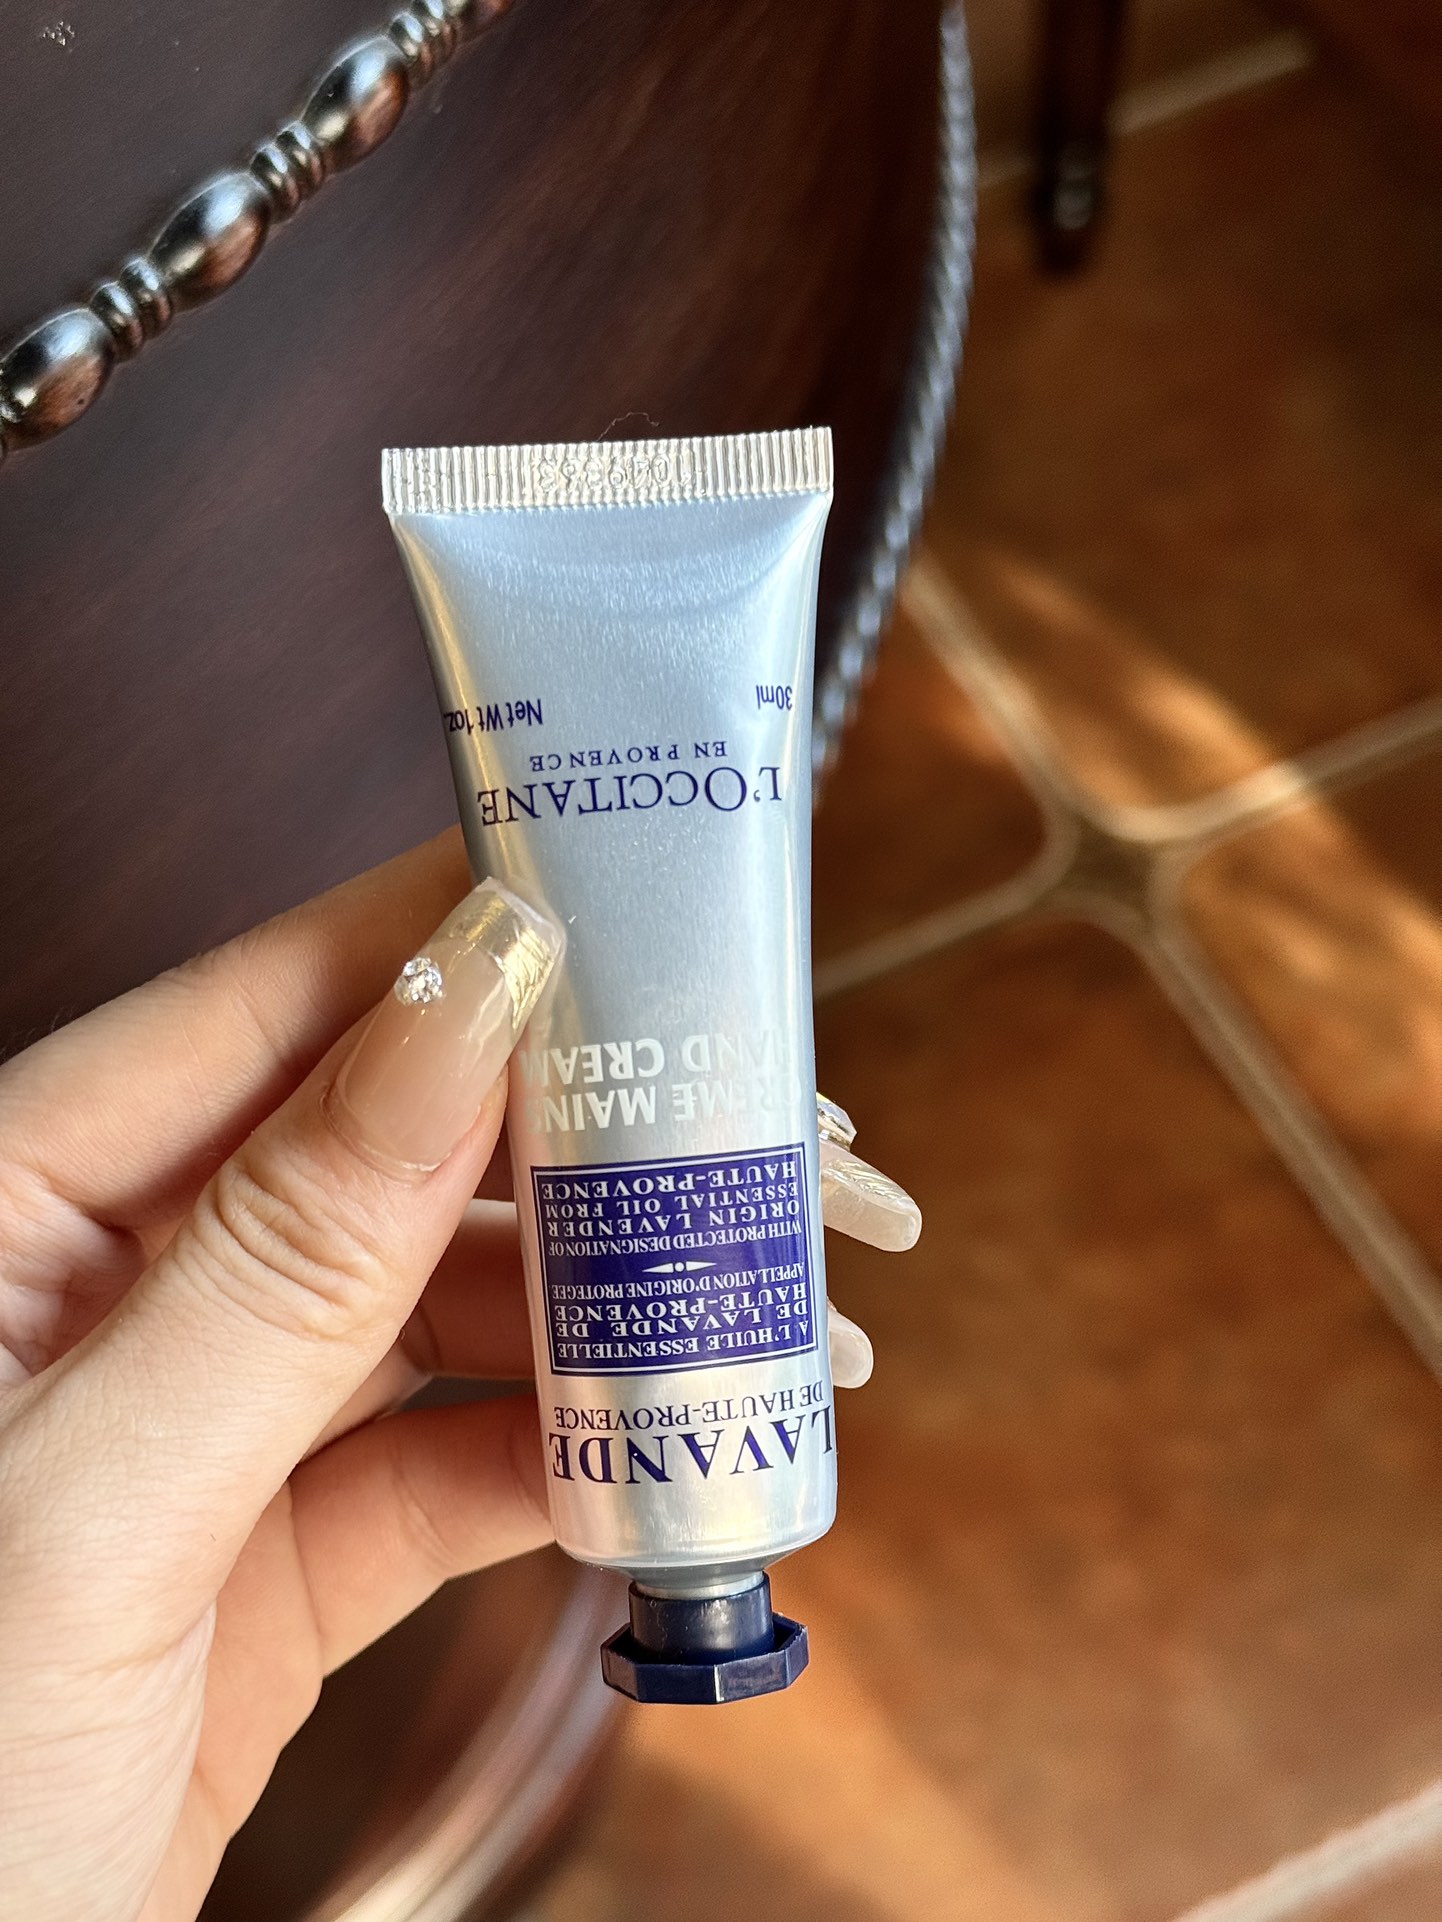 LAVANDE
DE HAUTE-PROVENCE
A L'HUILE ESSENTIELLE
DE LAVANDE DE
HAUTE-PROVENCE
APPELLATION D'ORIGINE PROTEGEE
WITH PROTECTED DESIGNATION OF
ORIGIN LAVENDER
ESSENTIAL OIL FROM
HAUTE-PROVENCE
CRÈME MAINS
HAND CREAM
L'OCCITANE
EN PROVENCE
30ml Net Wt 1oz.